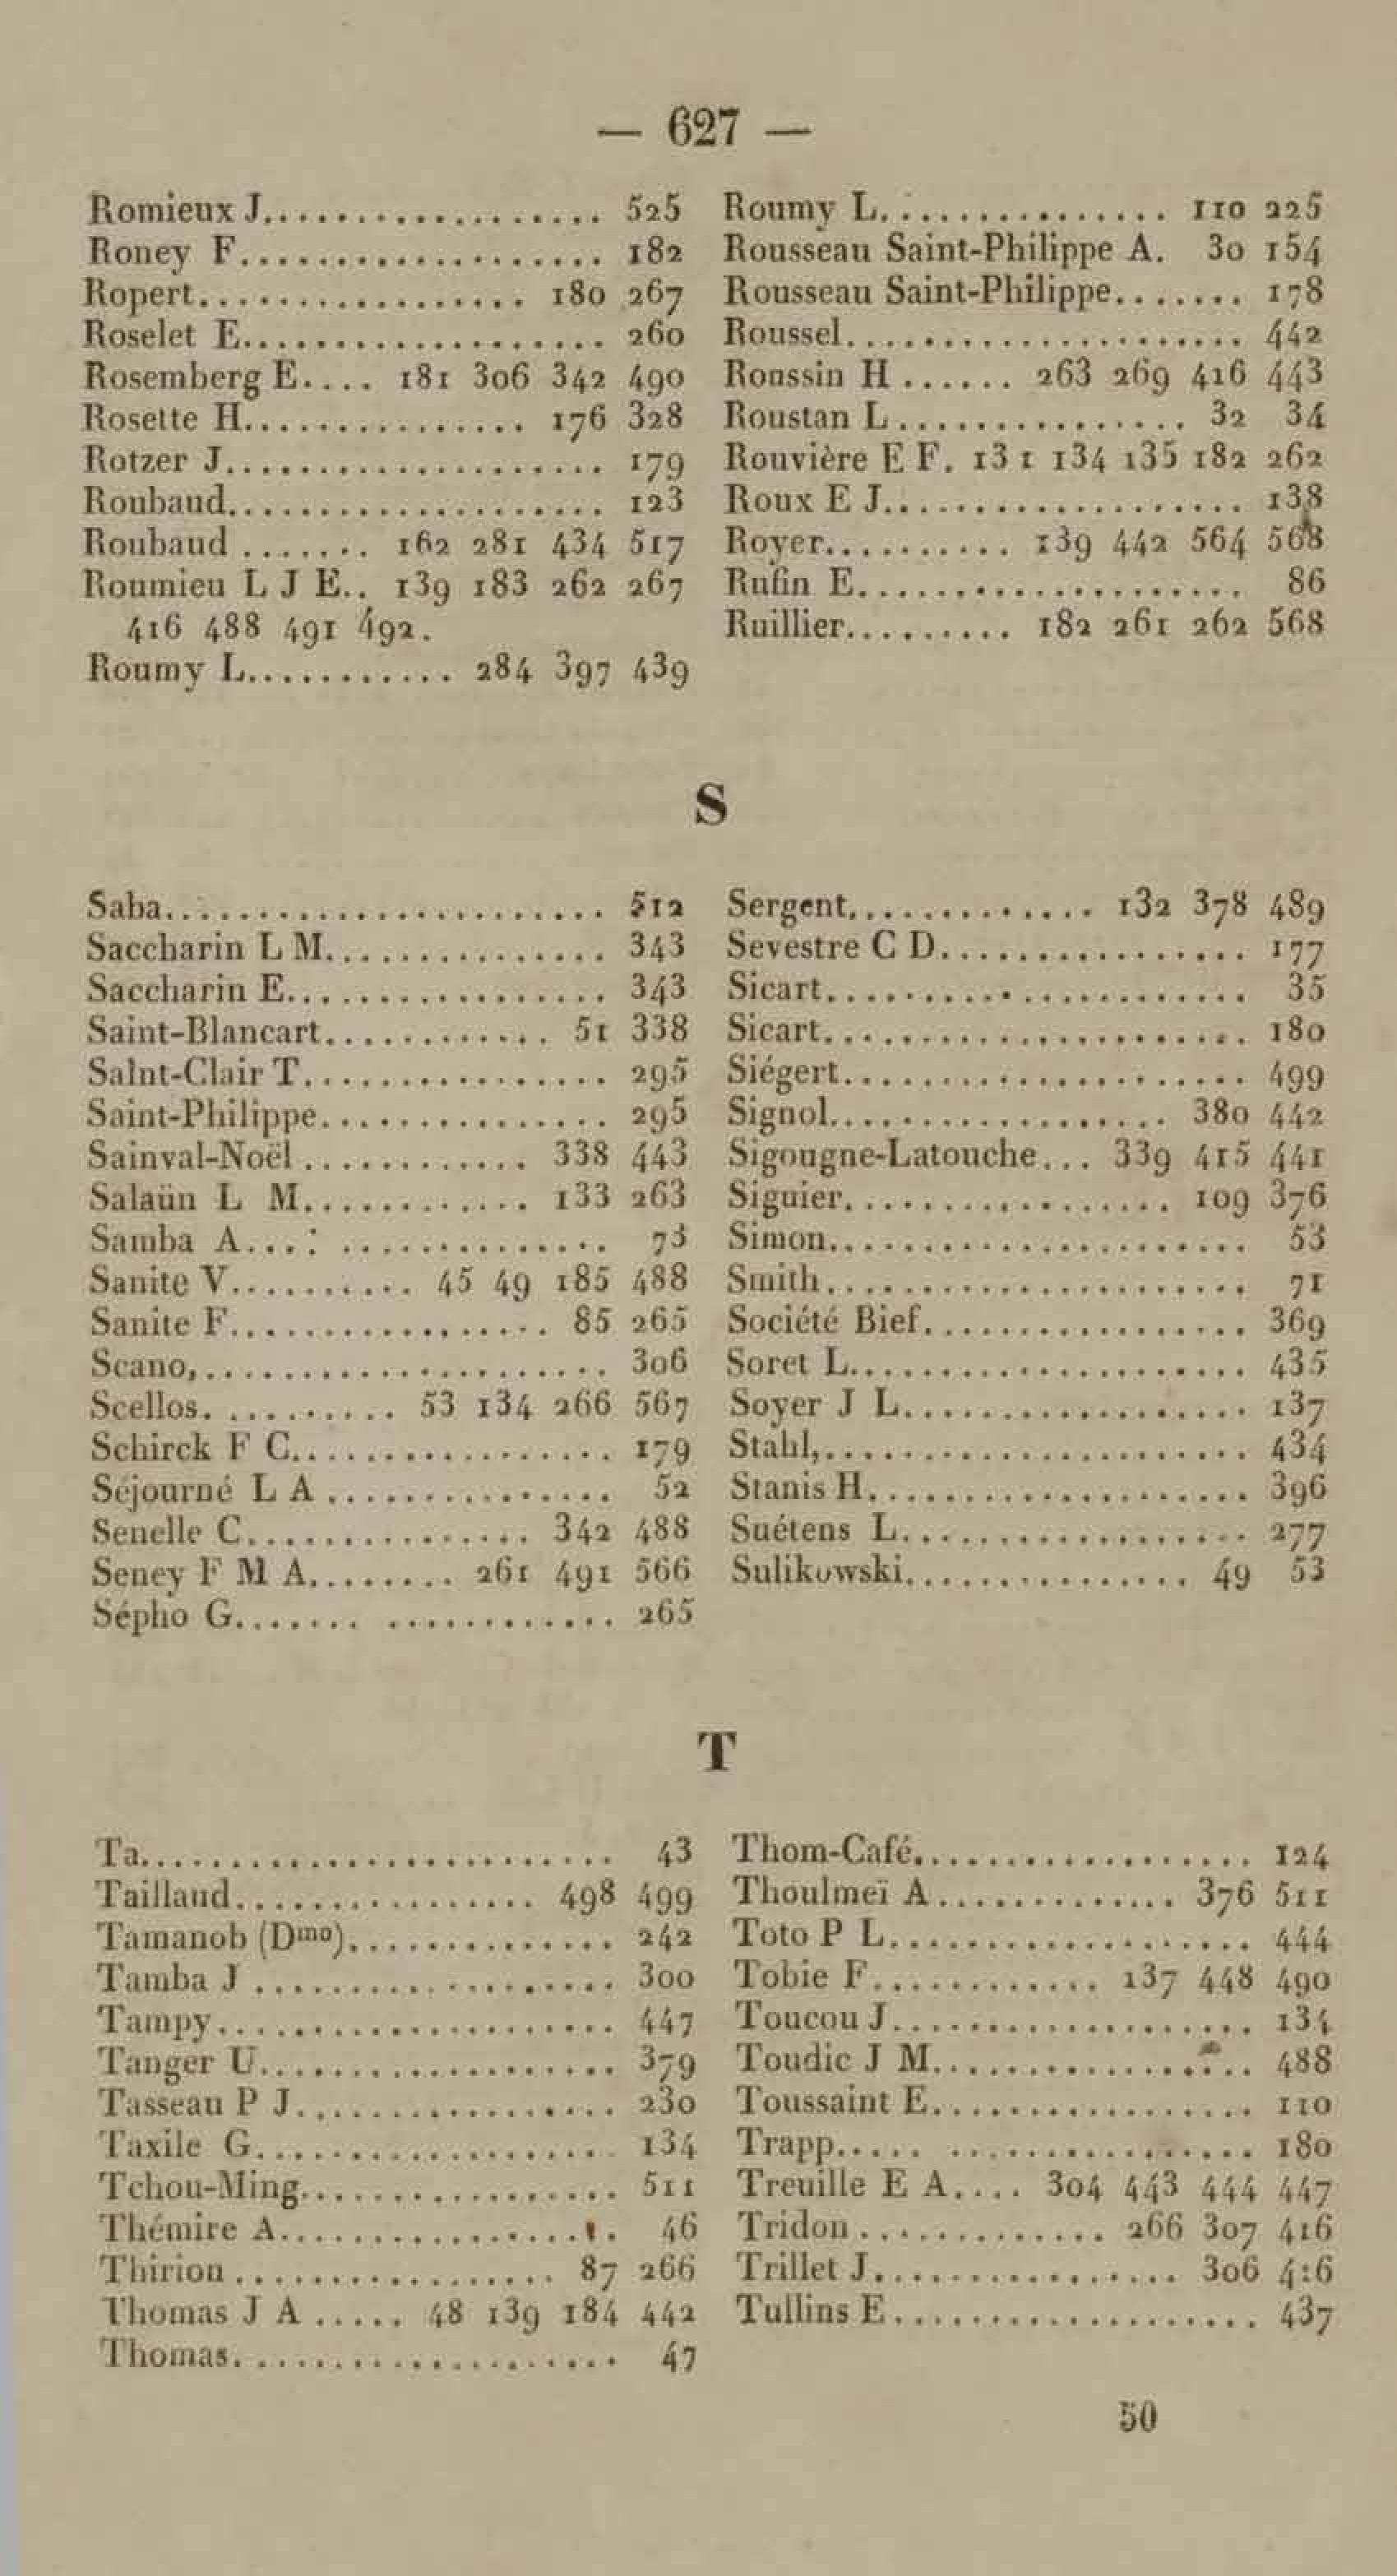 — 627 —
Romieux J.................. 525
Roney F................... 182
Ropert................. 180 267
Roselet E.................. 260
Rosemberg E.... 181 306 342 490
Rosette H............... 176 328
Rotzer J.................... 179
Roubaud.................... 123
Roubaud ....... 162 281 434 517
Roumieu L J E.. 139 183 262 267
416 488 491 492.
Roumy L........... 284 397 439
Roumy L............... 110 225
Rousseau Saint-Philippe A. 30 154
Rousseau Saint-Philippe....... 178
Roussel..................... 442
Roussin H ...... 263 269 416 443
Roustan L................ 32 34
Rouvière E F. 131 134 135 182 262
Roux E J................... 138
Royer.......... 139 442 564 568
Rufin E.................... 86
Ruillier......... 182 261 262 568
S
Saba....................... 512
Saccharin L M............... 343
Saccharin E................. 343
Saint-Blancart............ 51 338
Saint-Clair T................ 295
Saint-Philippe............... 295
Sainval-Noël ............ 338 443
Salaün L M............ 133 263
Samba A...: .............. 73
Sanite V.......... 45 49 185 488
Sanite F................. 85 265
Scano,..................... 306
Scellos. .......... 53 134 266 567
Schirck F C................. 179
Séjourné L A ............... 52
Senelle C............... 342 488
Seney F M A........ 261 491 566
Sépho G....... ............ 265
Sergent.............. 132 378 489
Sevestre C D................ 177
Sicart...................... 35
Sicart...................... 180
Siégert..................... 499
Signol.................. 380 442
Sigougne-Latouche... 339 415 441
Siguier................. 109 376
Simon...................... 53
Smith...................... 71
Société Bief................. 369
Soret L..................... 435
Soyer J L.................. 137
Stahl,...................... 434
Stanis H.................... 396
Suétens L.................. 277
Sulikowski............... 49 53
T
Ta......................... 43
Taillaud................ 498 499
Tamanob (Dmo).............. 242
Tamba J ................... 300
Tampy..................... 447
Tanger U................... 379
Tasseau P J................. 230
Taxile G................... 134
Tchou-Ming................. 511
Thémire A.................. 46
Thirion ................. 87 266
Thomas J A ..... 48 139 184 442
Thomas.................... 47
Thom-Café.................. 124
Thoulmeï A............. 376 511
Toto P L................... 444
Tobie F............ 137 448 490
Toucou J................... 134
Toudic J M................. 488
Toussaint E................. 110
Trapp..... ................ 180
Treuille E A.... 304 443 444 447
Tridon ............. 266 307 416
Trillet J................ 306 416
Tullins E................... 437
50